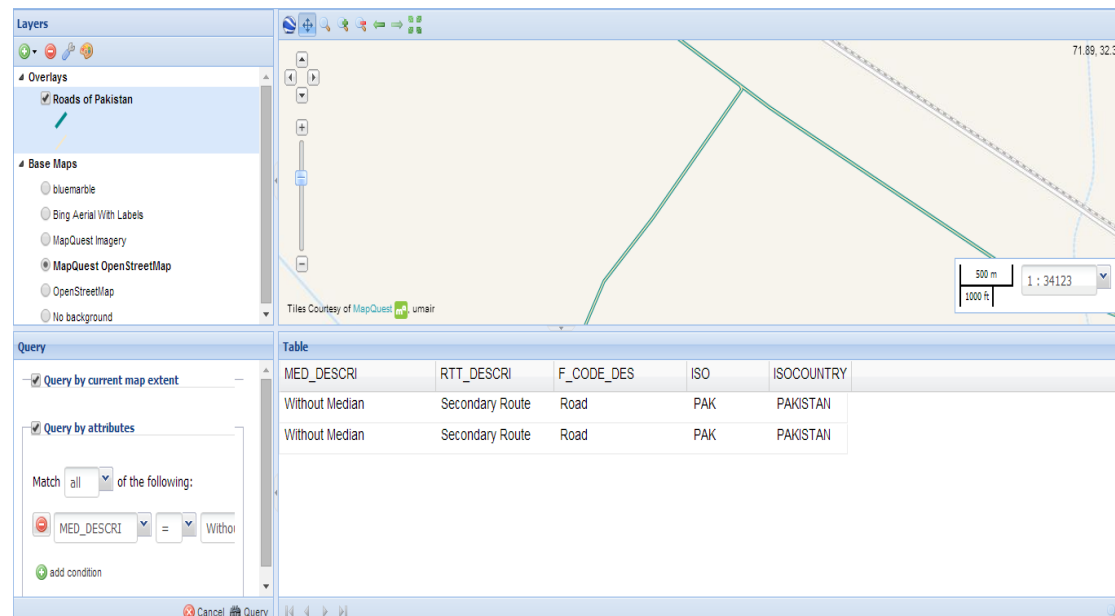 Layers
Overlays
Roads of Pakistan
Base Maps
bluemarble
Bing Aerial With Labels
MapQuest Imagery
MapQuest OpenStreetMap
OpenStreetMap
No background
71.89, 32.3
500 m
1000 ft
1 : 34123
Tiles Courtesy of MapQuest , umair
Query
Query by current map extent
Query by attributes
Match all of the following:
MED_DESCRI = Withou
add condition
Cancel Query
Table
MED_DESCRI RTT_DESCRI F_CODE_DES ISO ISOCOUNTRY
Without Median Secondary Route Road PAK PAKISTAN
Without Median Secondary Route Road PAK PAKISTAN